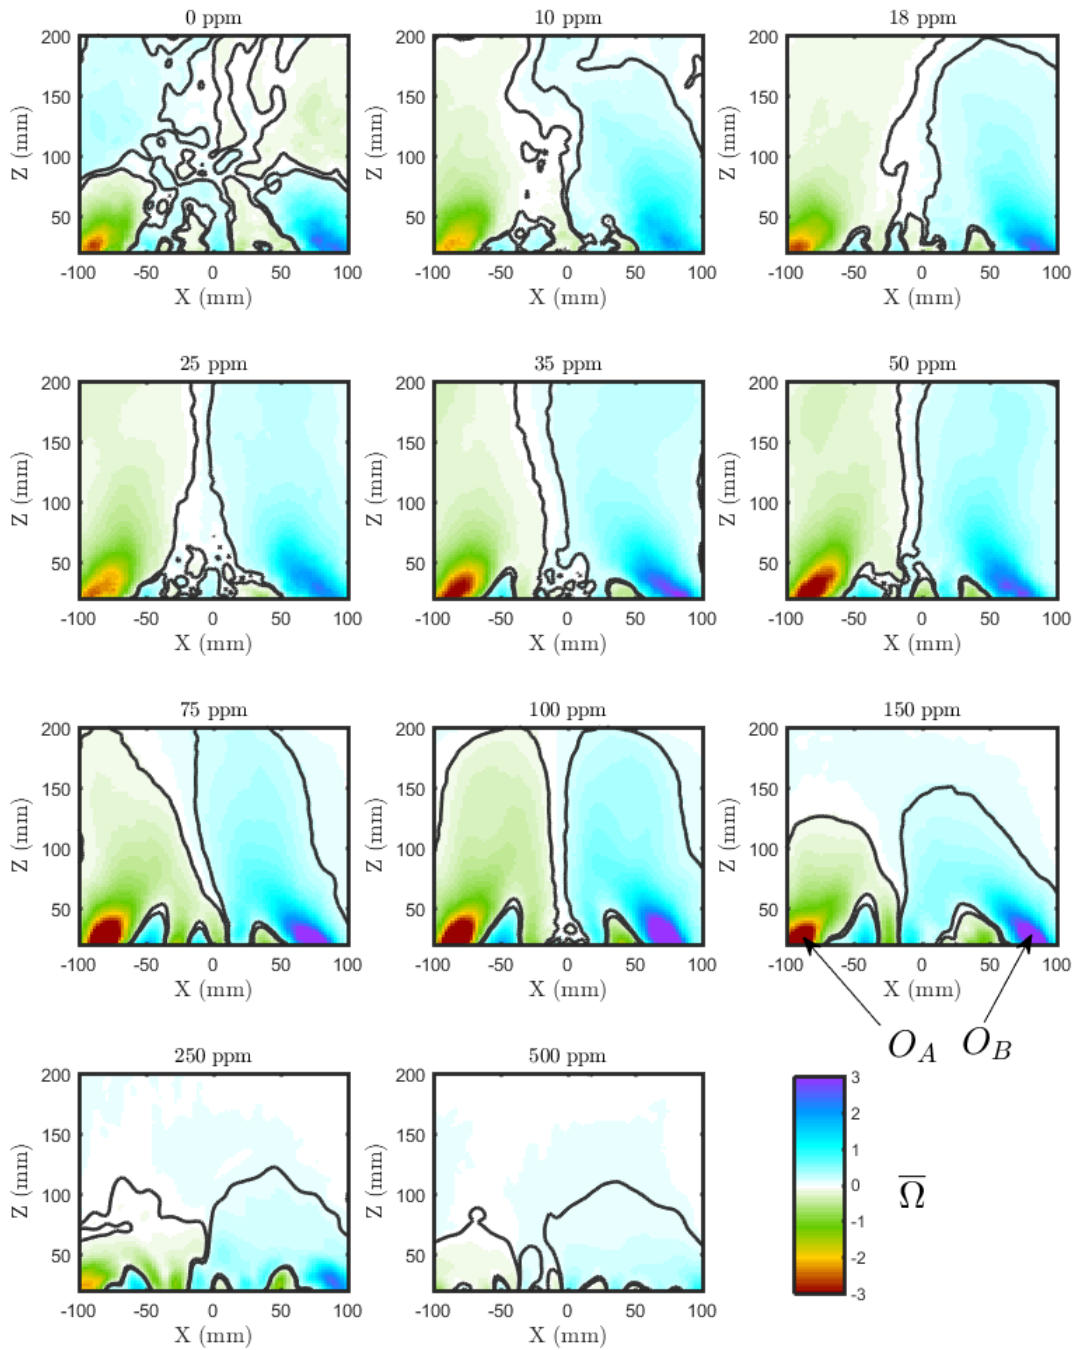 0 ppm 10 ppm 18 ppm
200 200 200
150 150 150
Z (mm) Z (mm) Z (mm)
100 100 100
50 50 50
-100 -50 0 50 100 -100 -50 0 50 100 -100 -50 0 50 100
X (mm) X (mm) X (mm)
25 ppm 35 ppm 50 ppm
200 200 200
150 150 150
Z (mm) Z (mm) Z (mm)
100 100 100
50 50 50
-100 -50 0 50 100 -100 -50 0 50 100 -100 -50 0 50 100
X (mm) X (mm) X (mm)
75 ppm 100 ppm 150 ppm
200 200 200
150 150 150
Z (mm) Z (mm) Z (mm)
100 100 100
50 50 50
-100 -50 0 50 100 -100 -50 0 50 100 -100 -50 0 50 100
X (mm) X (mm) X (mm)
O_A O_B
250 ppm 500 ppm
200 200
150 150
Z (mm) Z (mm)
100 100
50 50
-100 -50 0 50 100 -100 -50 0 50 100
X (mm) X (mm)
3
2
1
0
-1
-2
-3
Ω̅